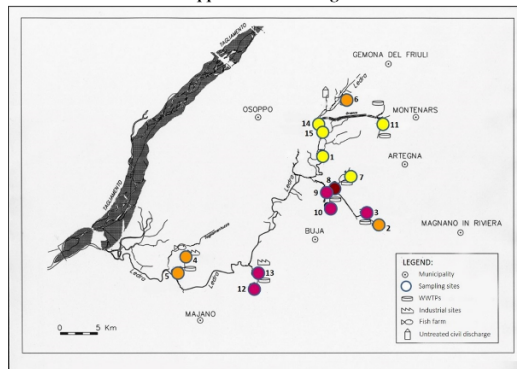 TAGLIAMENTO
GEMONA DEL FRIULI
Ledra
6
OSOPPO
MONTENARS
14
15
11
1
ARTEGNA
TAGLIAMENTO
Ledra
8
7
9
10
3
2
BUJA
MAGNANO IN RIVIERA
4
5
Ledra
Ledra
13
12
MAJANO
0 5 Km
LEGEND:
Municipality
Sampling sites
WWTPs
Industrial sites
Fish farm
Untreated civil discharge